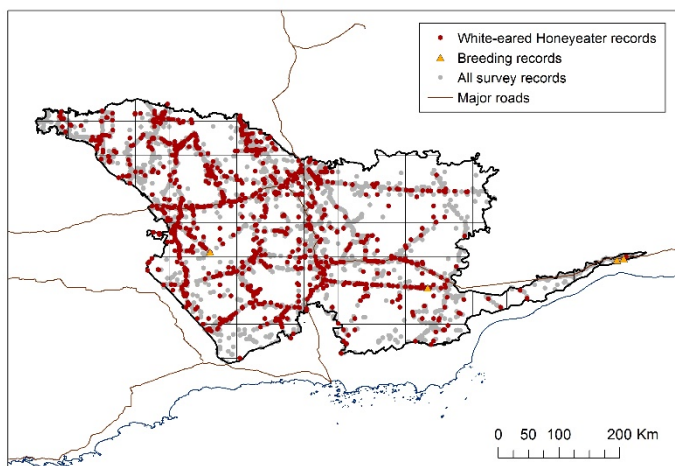 White-eared Honeyeater records
Breeding records
All survey records
Major roads
0 50 100 200 Km